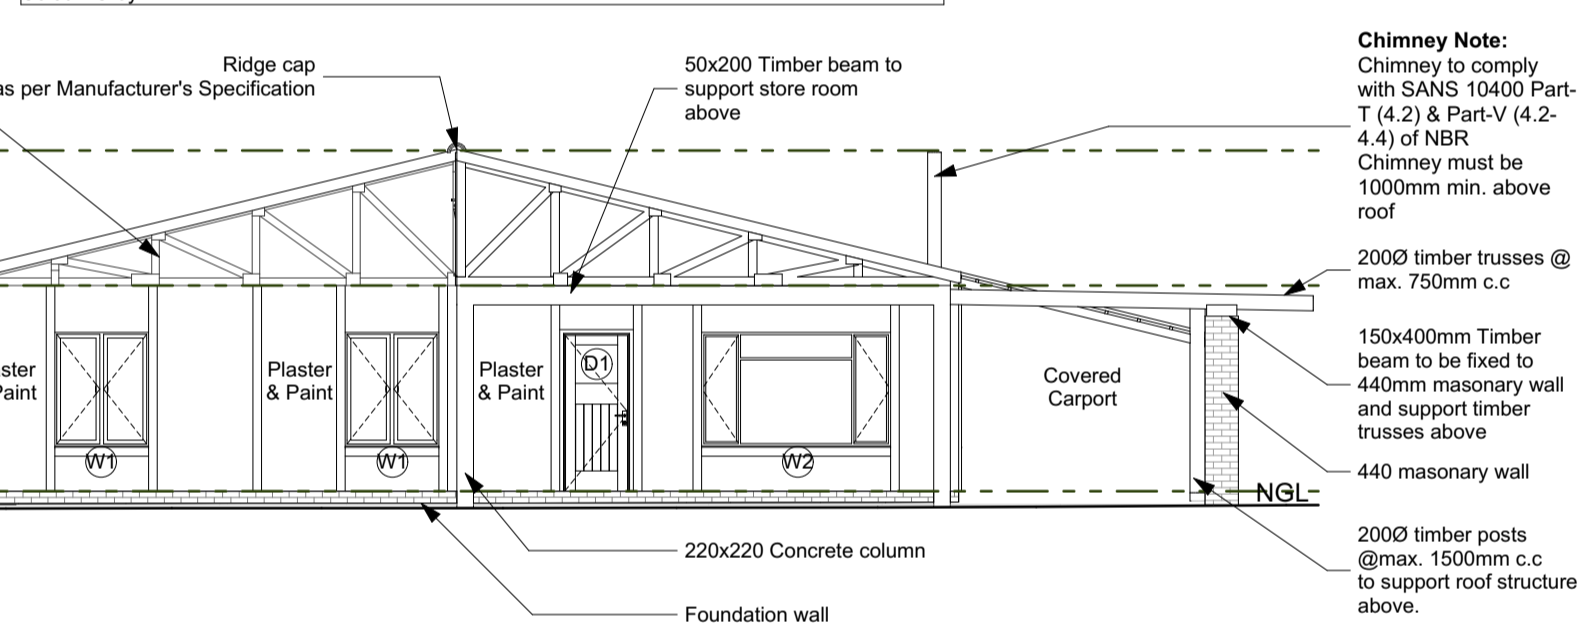 Ridge cap
as per Manufacturer's Specification
50x200 Timber beam to
support store room
above
Chimney Note:
Chimney to comply
with SANS 10400 Part-
T (4.2) & Part-V (4.2-
4.4) of NBR
Chimney must be
1000mm min. above
roof
200Ø timber trusses @
max. 750mm c.c
150x400mm Timber
beam to be fixed to
440mm masonary wall
and support timber
trusses above
440 masonary wall
200Ø timber posts
@max. 1500mm c.c
to support roof structure
above.
ster
Paint
W1
Plaster
& Paint
W1
Plaster
& Paint
D1
W2
Covered
Carport
NGL
220x220 Concrete column
Foundation wall